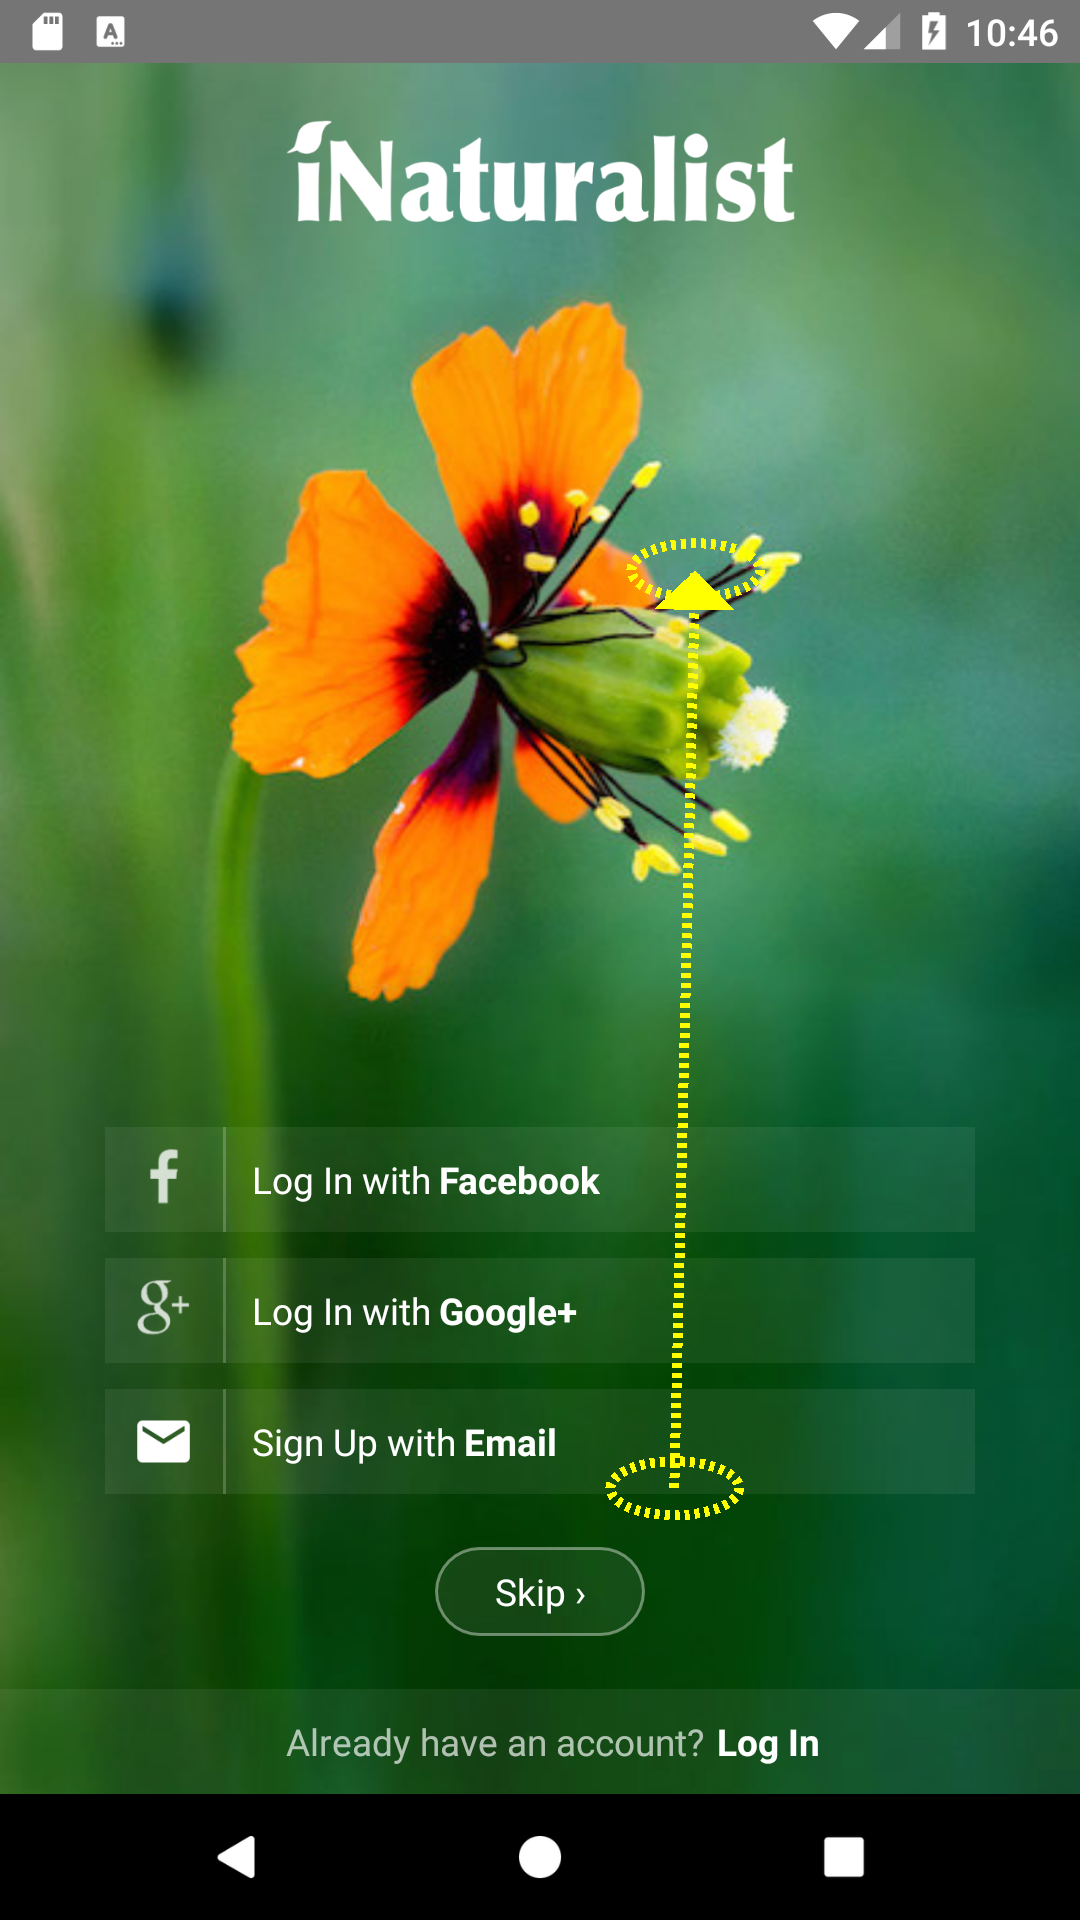 10:46
iNaturalist
Log In with Facebook
g+ Log In with Google+
Sign Up with Email
Skip ›
Already have an account? Log In